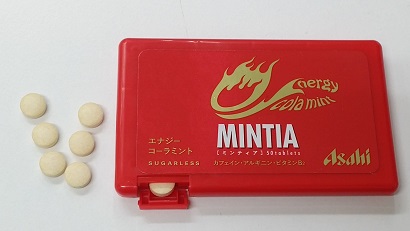 energy
cola mint
エナジー
コーラミント
SUGARLESS
MINTIA
[ミンティア] 50tablets
カフェイン・アルギニン・ビタミンB₆
Asahi